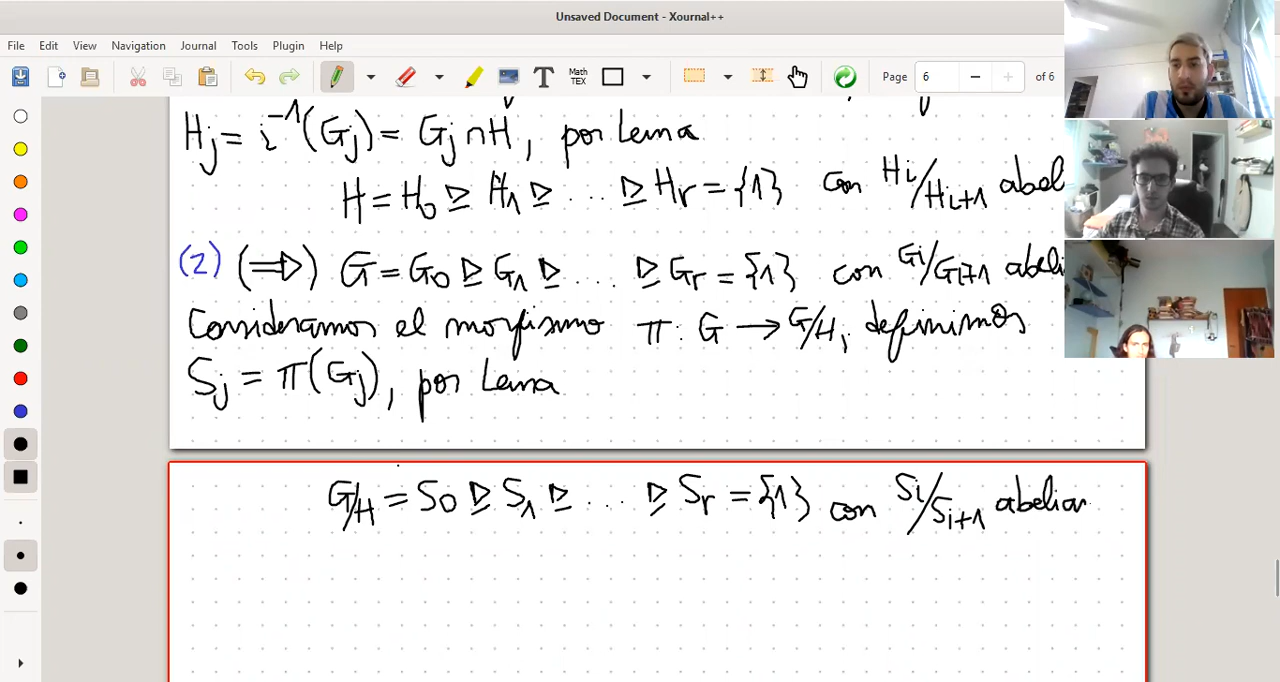 Unsaved Document - Xournal++
File Edit View Navigation Journal Tools Plugin Help
T Math TEX Page 6 of 6
Hj = i⁻¹(Gj) = Gj ∩ H, por Lema
H = H₀ ⊵ H₁ ⊵ ... ⊵ Hr = {1} con Hi/Hi+1 abel
(2) (⇒) G = G₀ ⊵ G₁ ⊵ ... ⊵ Gr = {1} con Gi/Gi+1 abeli
Consideramos el morfismo π: G → G/H, definimos
Sj = π(Gj), por Lema
G/H = S₀ ⊵ S₁ ⊵ ... ⊵ Sr = {1} con Si/Si+1 abelian